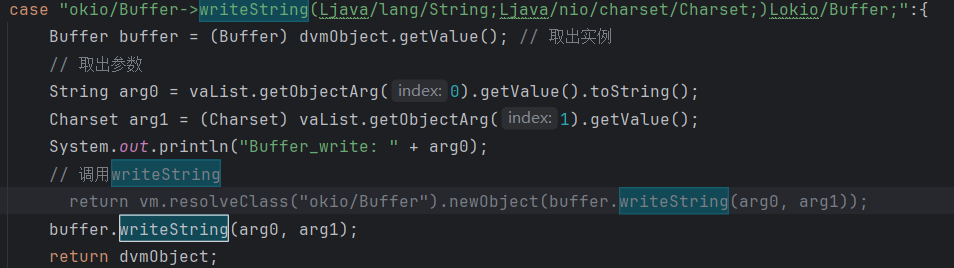 case "okio/Buffer->writeString(Ljava/lang/String;Ljava/nio/charset/Charset;)Lokio/Buffer;":{
Buffer buffer = (Buffer) dvmObject.getValue(); // 取出实例
// 取出参数
String arg0 = vaList.getObjectArg( index: 0).getValue().toString();
Charset arg1 = (Charset) vaList.getObjectArg( index: 1).getValue();
System.out.println("Buffer_write: " + arg0);
// 调用writeString
return vm.resolveClass("okio/Buffer").newObject(buffer.writeString(arg0, arg1));
buffer.writeString(arg0, arg1);
return dvmObject;